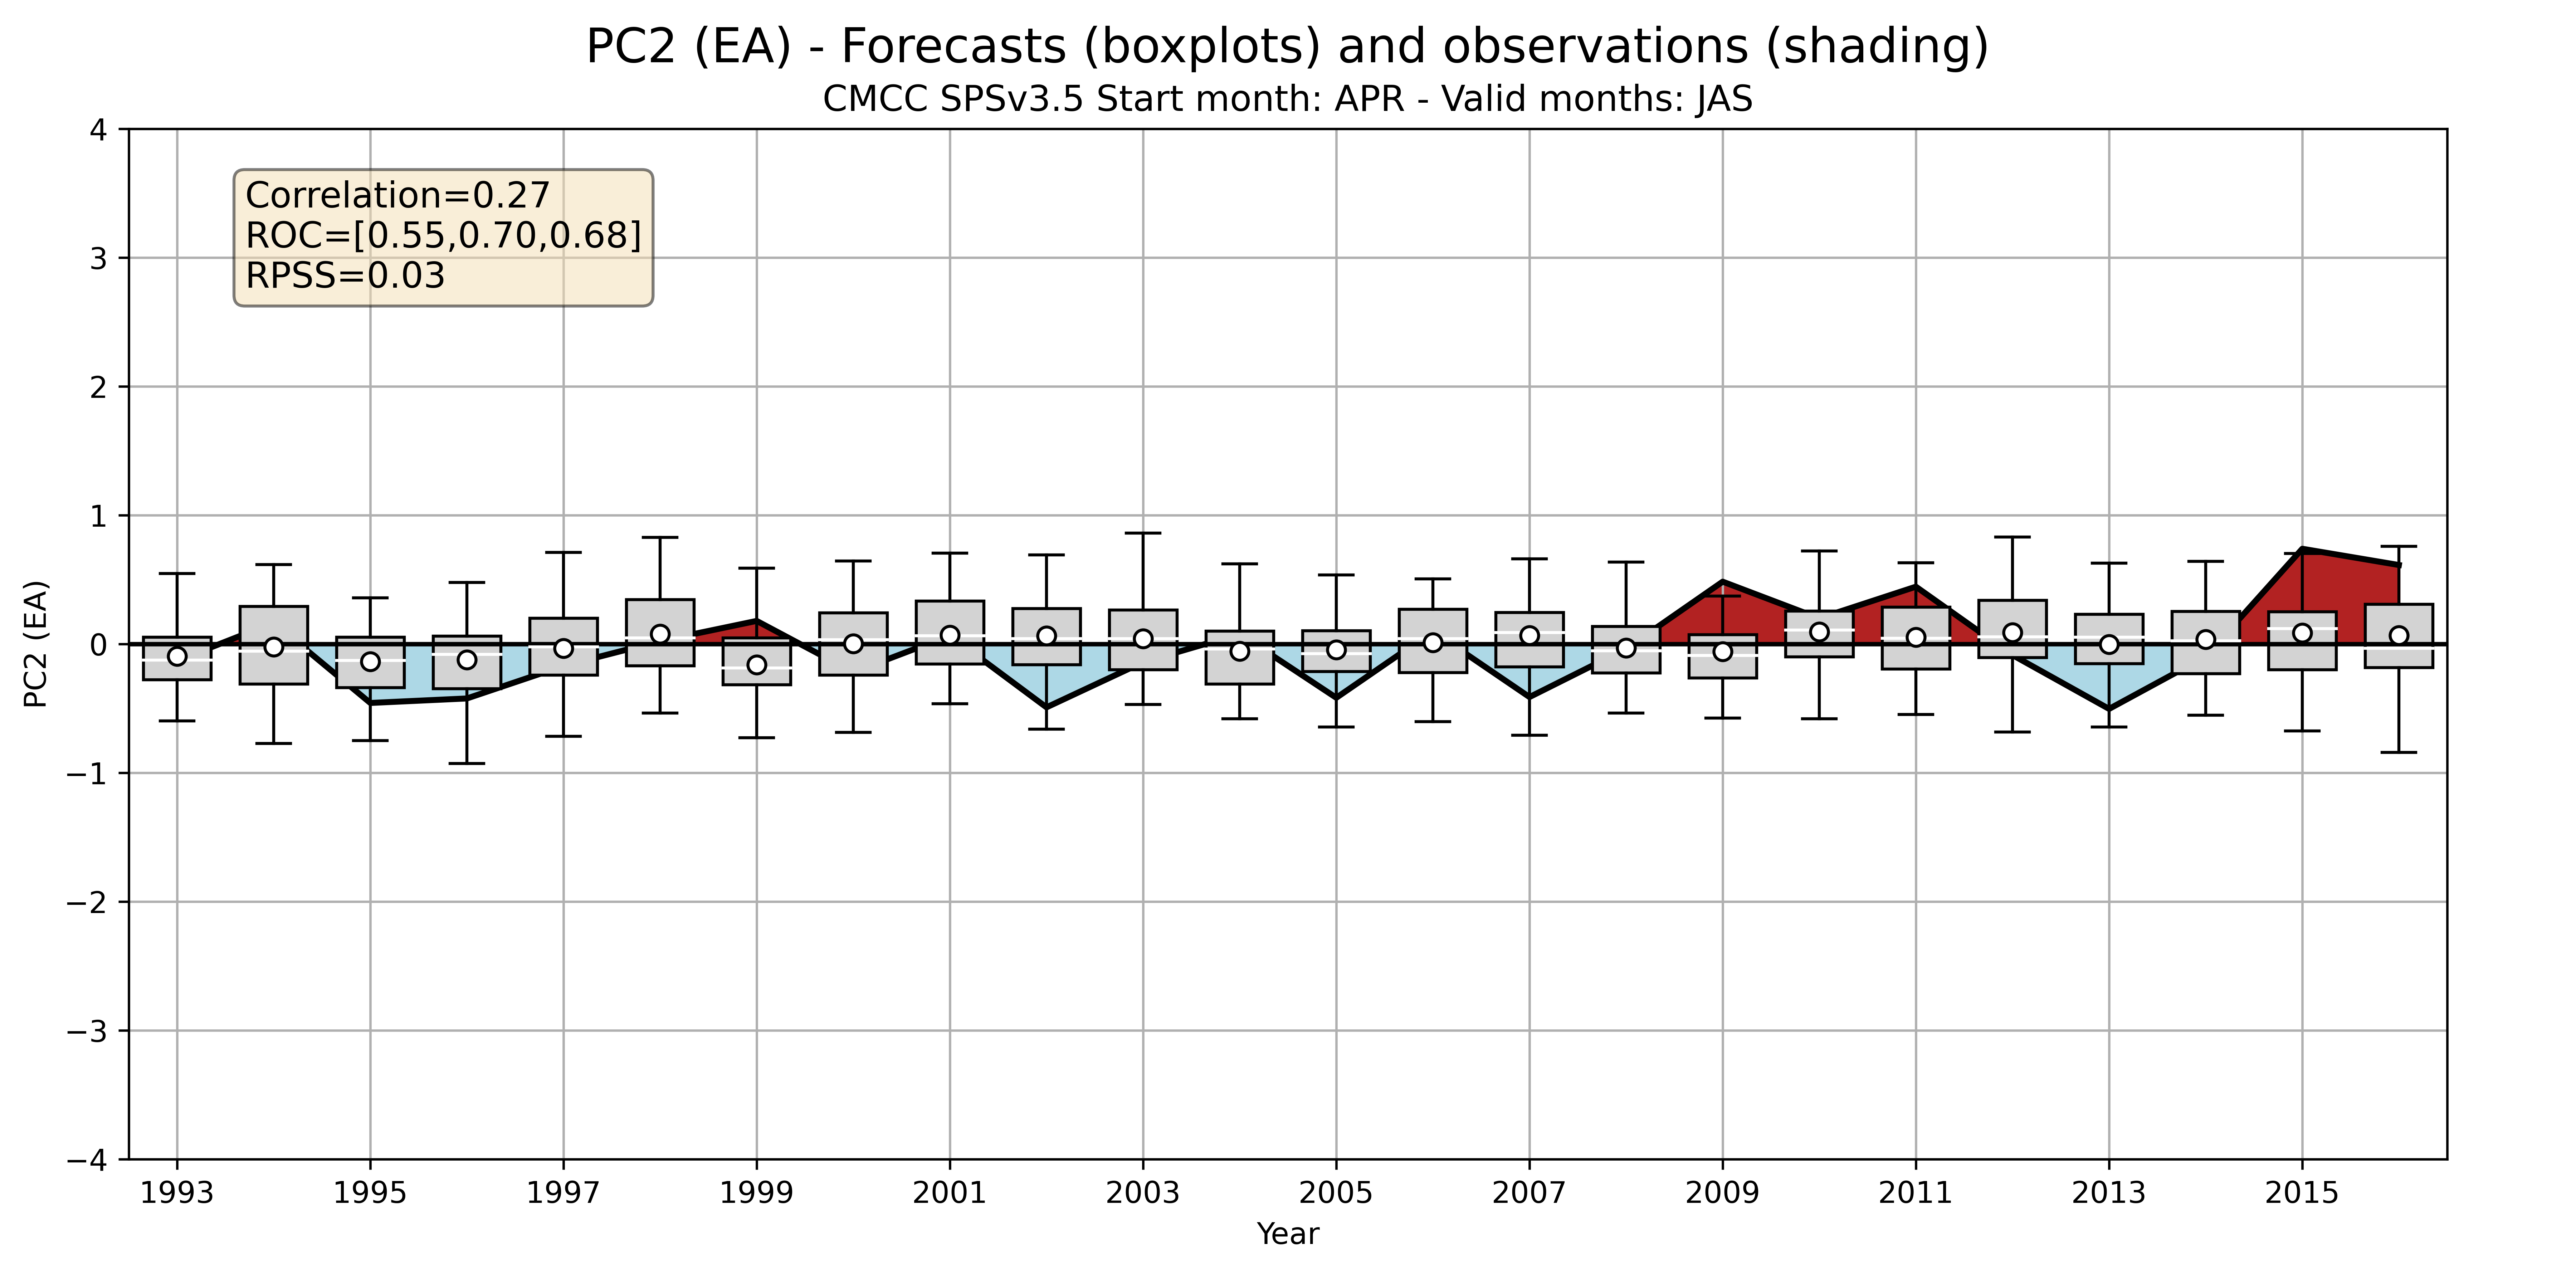 PC2 (EA) - Forecasts (boxplots) and observations (shading)
CMCC SPSv3.5 Start month: APR - Valid months: JAS
Correlation=0.27
ROC=[0.55,0.70,0.68]
RPSS=0.03
PC2 (EA)
4
3
2
1
0
−1
−2
−3
−4
1993 1995 1997 1999 2001 2003 2005 2007 2009 2011 2013 2015
Year